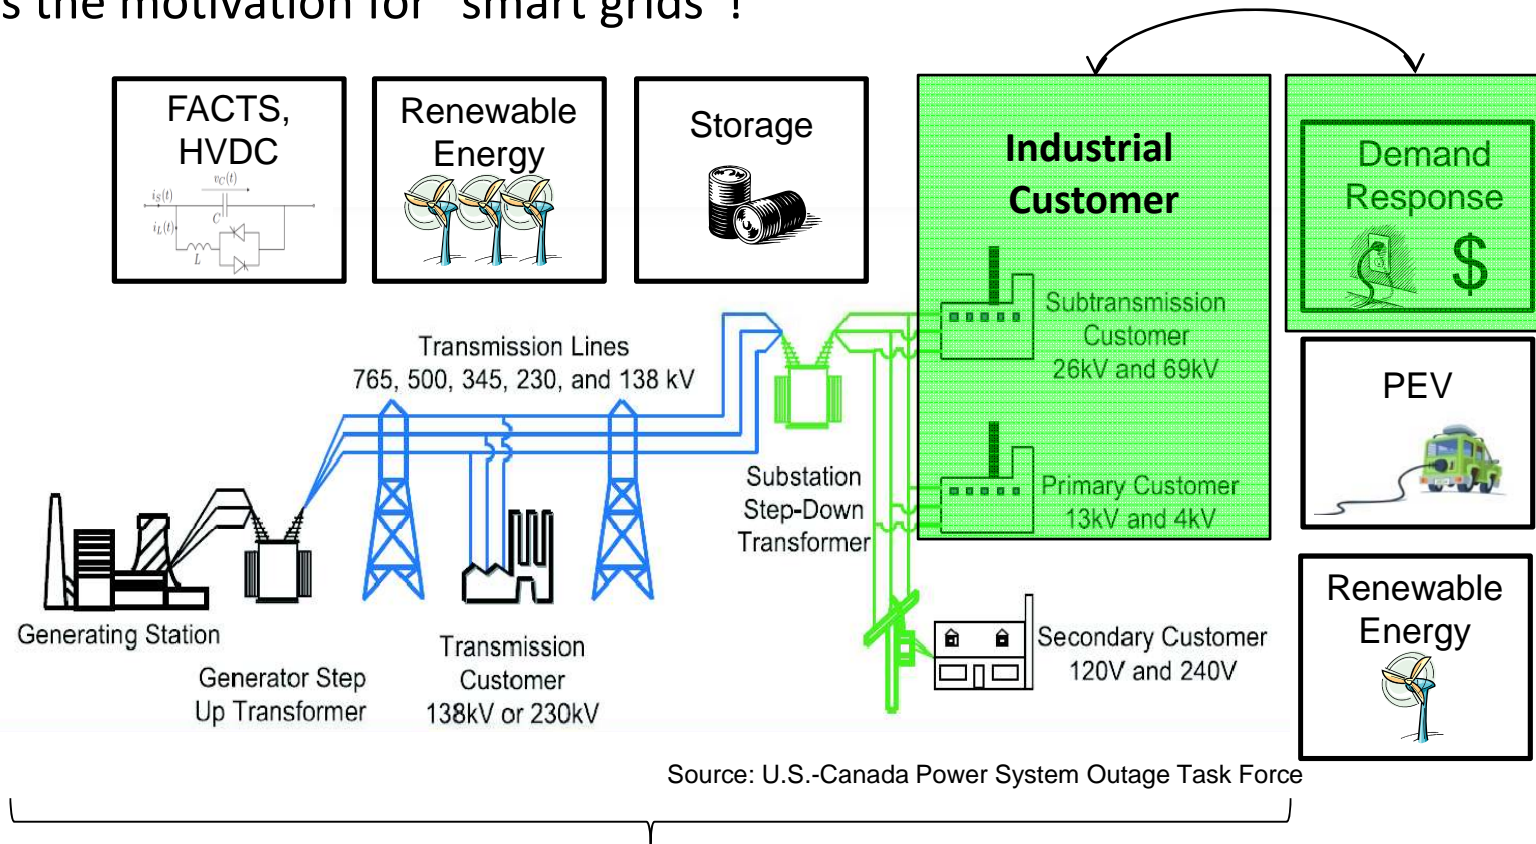 s the motivation for "smart grids"!
FACTS,
HVDC
v_C(t)
i_S(t)
C
i_L(t)
L
Renewable
Energy
Storage
Industrial
Customer
Demand
Response
$
Subtransmission
Customer
26kV and 69kV
Transmission Lines
765, 500, 345, 230, and 138 kV
PEV
Substation
Step-Down
Transformer
Primary Customer
13kV and 4kV
Generating Station
Generator Step
Up Transformer
Transmission
Customer
138kV or 230kV
Secondary Customer
120V and 240V
Renewable
Energy
Source: U.S.-Canada Power System Outage Task Force